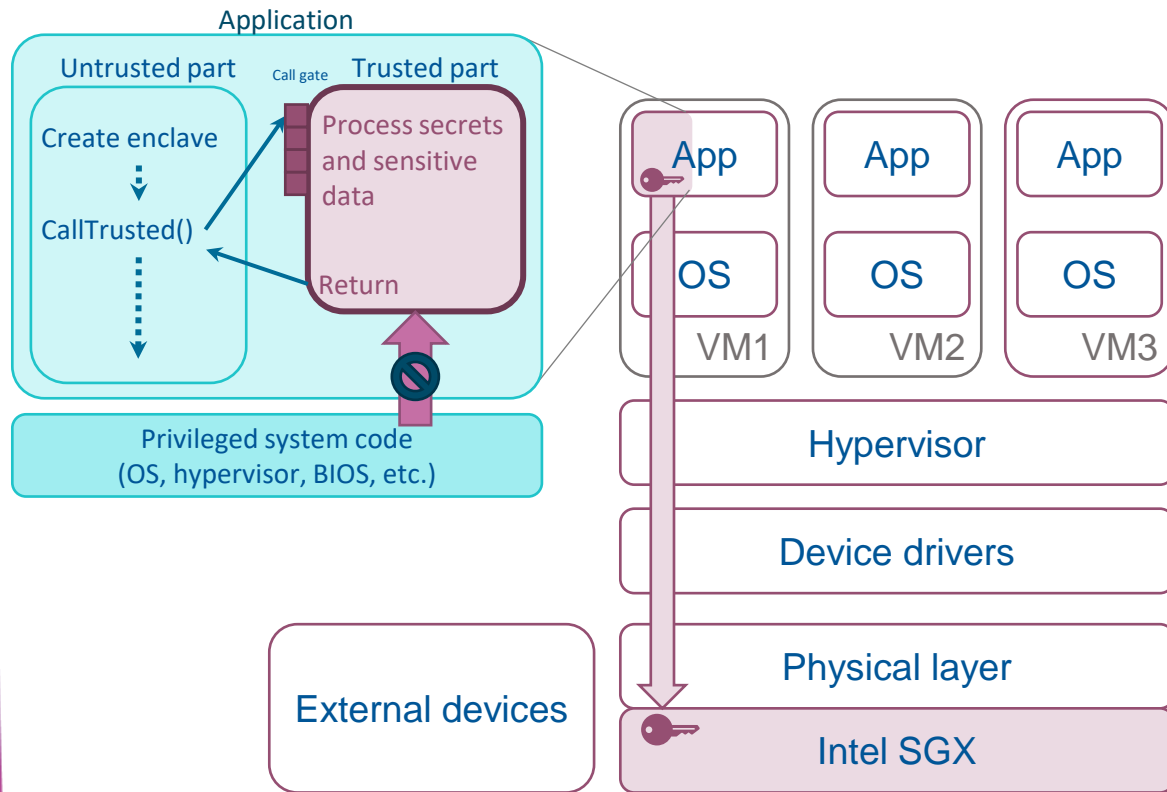 Application
Untrusted part
Call gate
Trusted part
Create enclave
CallTrusted()
Process secrets
and sensitive
data
Return
Privileged system code
(OS, hypervisor, BIOS, etc.)
App
App
App
OS
OS
OS
VM1
VM2
VM3
Hypervisor
Device drivers
Physical layer
External devices
Intel SGX